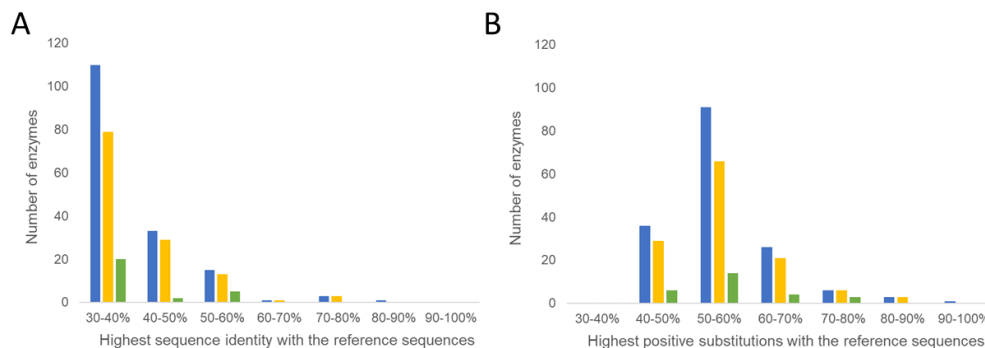 A
120
100
80
60
40
20
0
Number of enzymes
30-40% 40-50% 50-60% 60-70% 70-80% 80-90% 90-100%
Highest sequence identity with the reference sequences
B
120
100
80
60
40
20
0
Number of enzymes
30-40% 40-50% 50-60% 60-70% 70-80% 80-90% 90-100%
Highest positive substitutions with the reference sequences